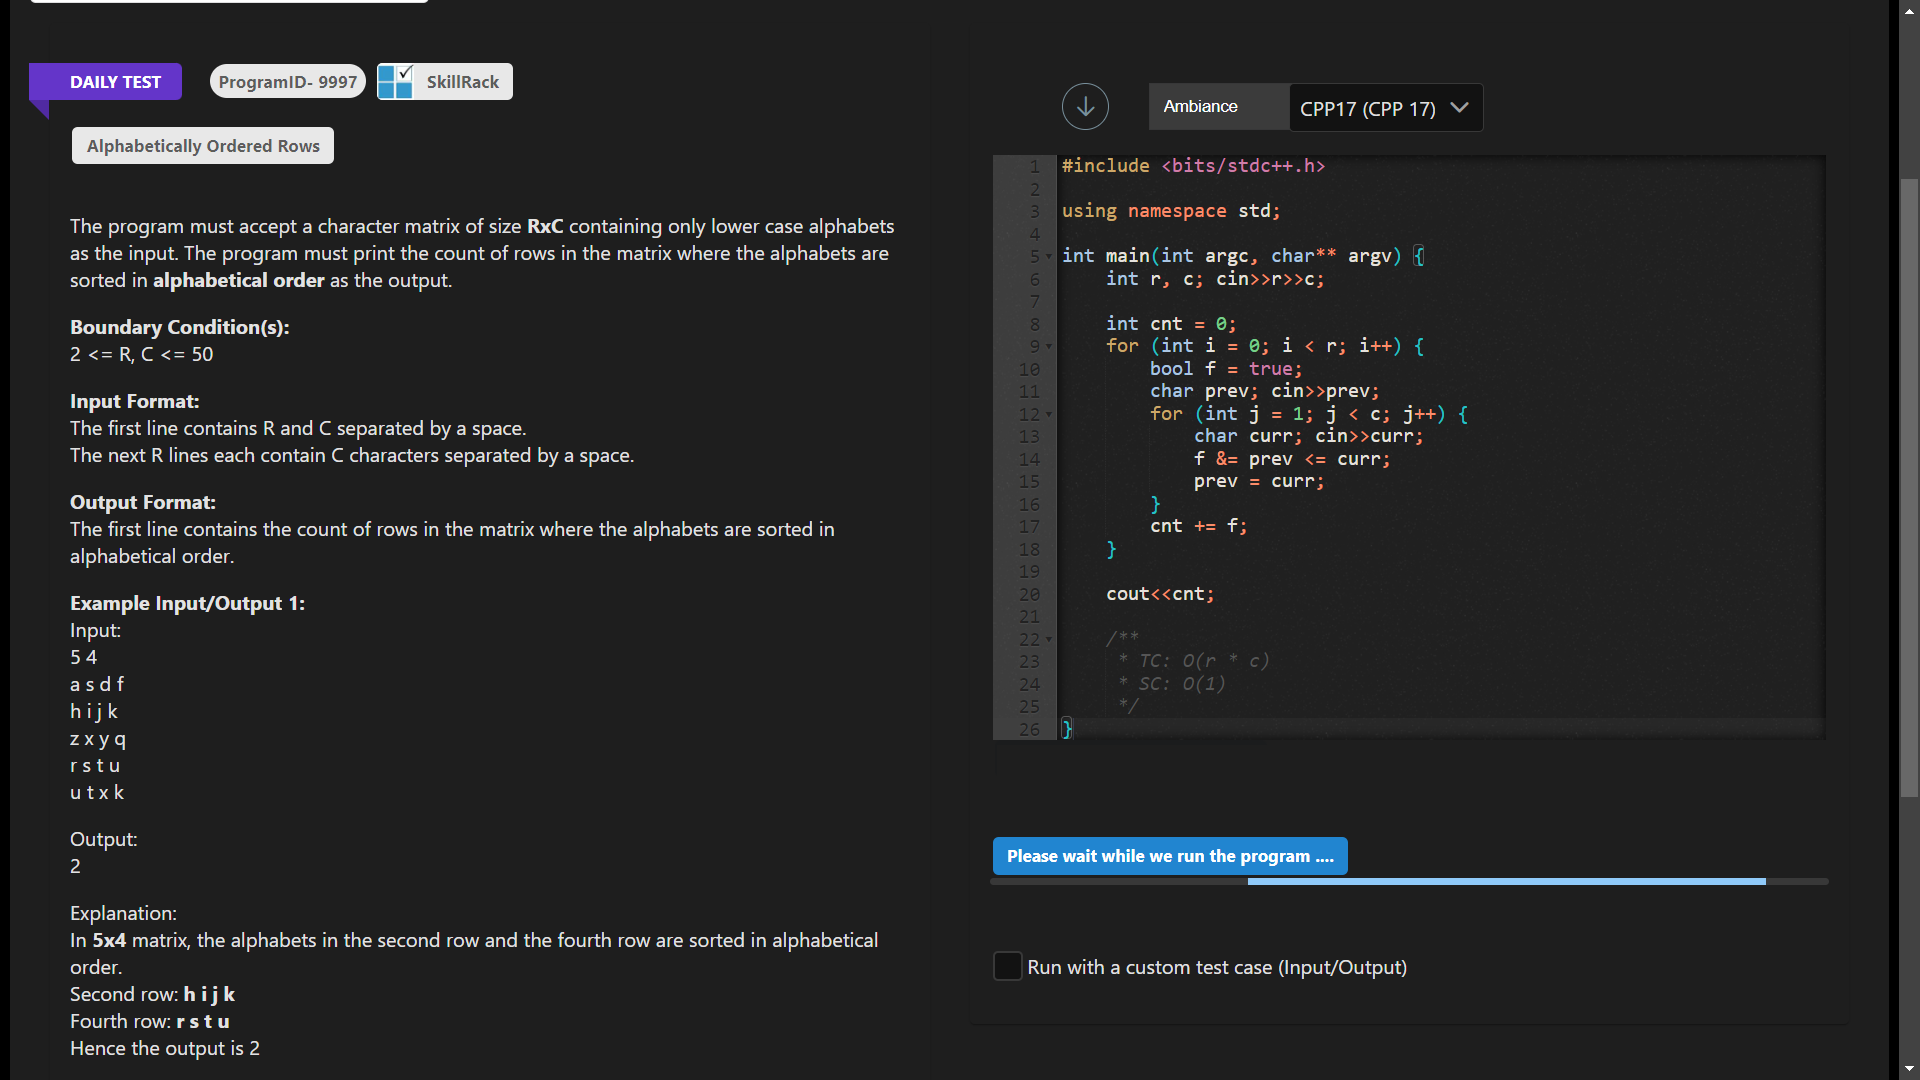 DAILY TEST
ProgramID- 9997
SkillRack
Alphabetically Ordered Rows
The program must accept a character matrix of size RxC containing only lower case alphabets
as the input. The program must print the count of rows in the matrix where the alphabets are
sorted in alphabetical order as the output.
Boundary Condition(s):
2 <= R, C <= 50
Input Format:
The first line contains R and C separated by a space.
The next R lines each contain C characters separated by a space.
Output Format:
The first line contains the count of rows in the matrix where the alphabets are sorted in
alphabetical order.
Example Input/Output 1:
Input:
5 4
a s d f
h i j k
z x y q
r s t u
u t x k
Output:
2
Explanation:
In 5x4 matrix, the alphabets in the second row and the fourth row are sorted in alphabetical
order.
Second row: h i j k
Fourth row: r s t u
Hence the output is 2
Ambiance
CPP17 (CPP 17)
1 #include <bits/stdc++.h>
2
3 using namespace std;
4
5 int main(int argc, char** argv) {
6     int r, c; cin>>r>>c;
7
8     int cnt = 0;
9     for (int i = 0; i < r; i++) {
10         bool f = true;
11         char prev; cin>>prev;
12         for (int j = 1; j < c; j++) {
13             char curr; cin>>curr;
14             f &= prev <= curr;
15             prev = curr;
16         }
17         cnt += f;
18     }
19
20     cout<<cnt;
21
22     /**
23      * TC: O(r * c)
24      * SC: O(1)
25      */
26 }
Please wait while we run the program ....
Run with a custom test case (Input/Output)